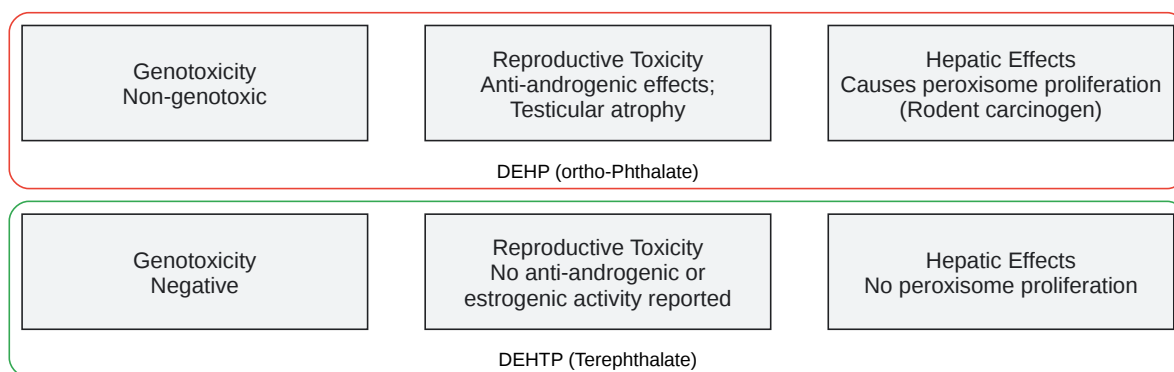 Genotoxicity
Non-genotoxic
Reproductive Toxicity
Anti-androgenic effects;
Testicular atrophy
Hepatic Effects
Causes peroxisome proliferation
(Rodent carcinogen)
DEHP (ortho-Phthalate)
Genotoxicity
Negative
Reproductive Toxicity
No anti-androgenic or
estrogenic activity reported
Hepatic Effects
No peroxisome proliferation
DEHTP (Terephthalate)